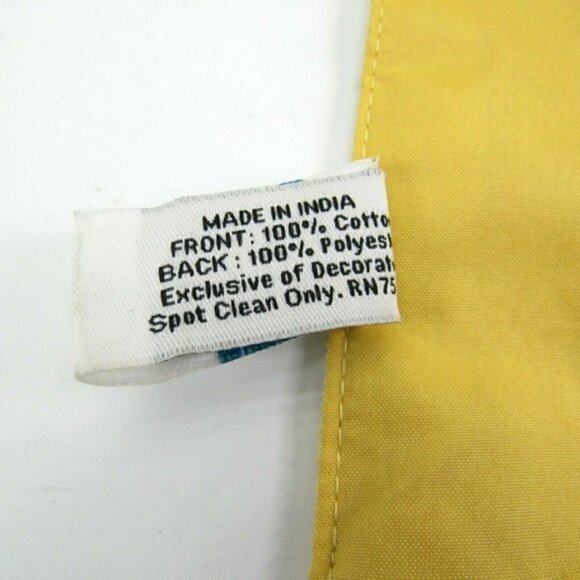 MADE IN INDIA
FRONT: 100% Cotto
BACK: 100% Polyest
Exclusive of Decorat
Spot Clean Only. RN75